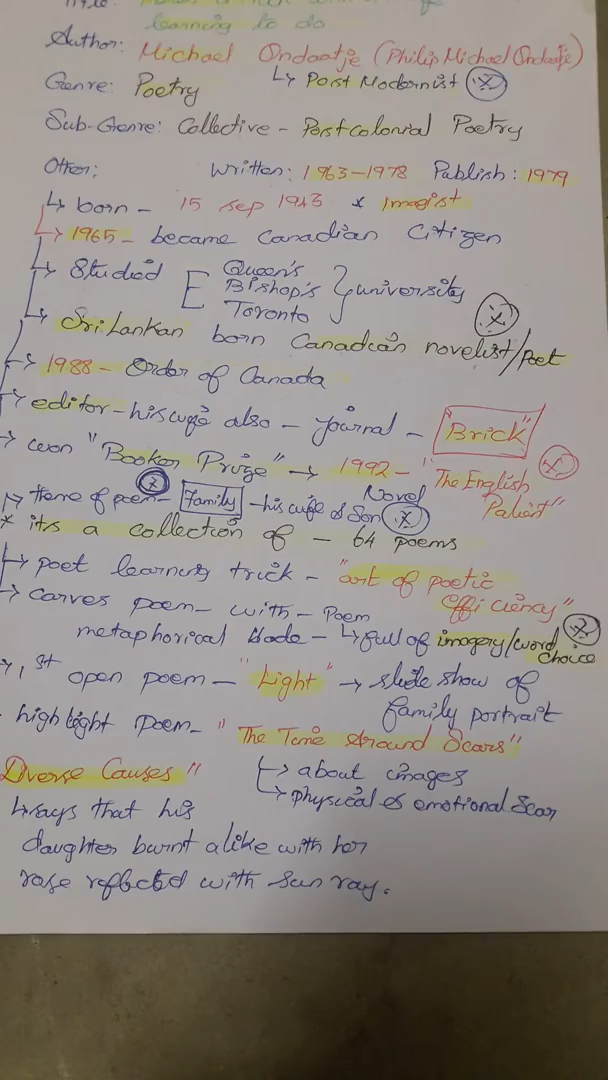 Title:
learning to do
Author: Michael Ondaatje (Philip Michael Ondaatje)
Genre: Poetry ↳ Post Modernist
Sub-Genre: Collective - Postcolonial Poetry
Other: Written: 1963-1978 Publish: 1979
↳ born - 15 Sep 1943 * Imagist
→ 1965 - became Canadian Citizen
↳ Studied [ Queen's
Bishop's } university
Toronto
↳ Sri Lankan born Canadian novelist/poet
→ 1988 - Order of Canada
→ editor - his wife also - Journal - "Brick"
→ won "Booker Prize" → 1992 - "The English
Patient"
Novel
→ theme of poem - Family - his wife & Son
* its a collection of - 64 poems
→ poet learning trick - "art of poetic
efficiency"
→ carves poem - with - Poem
metaphorical blade - ↳ full of imagery/word
choice
→ 1st open poem - "Light" → slide show of
family portrait
highlight poem - "The Time Around Scars"
Diverse Causes" ↳ about images
↳ says that his → physical & emotional Scar
daughter burnt alike with her
rose reflected with Sun ray.